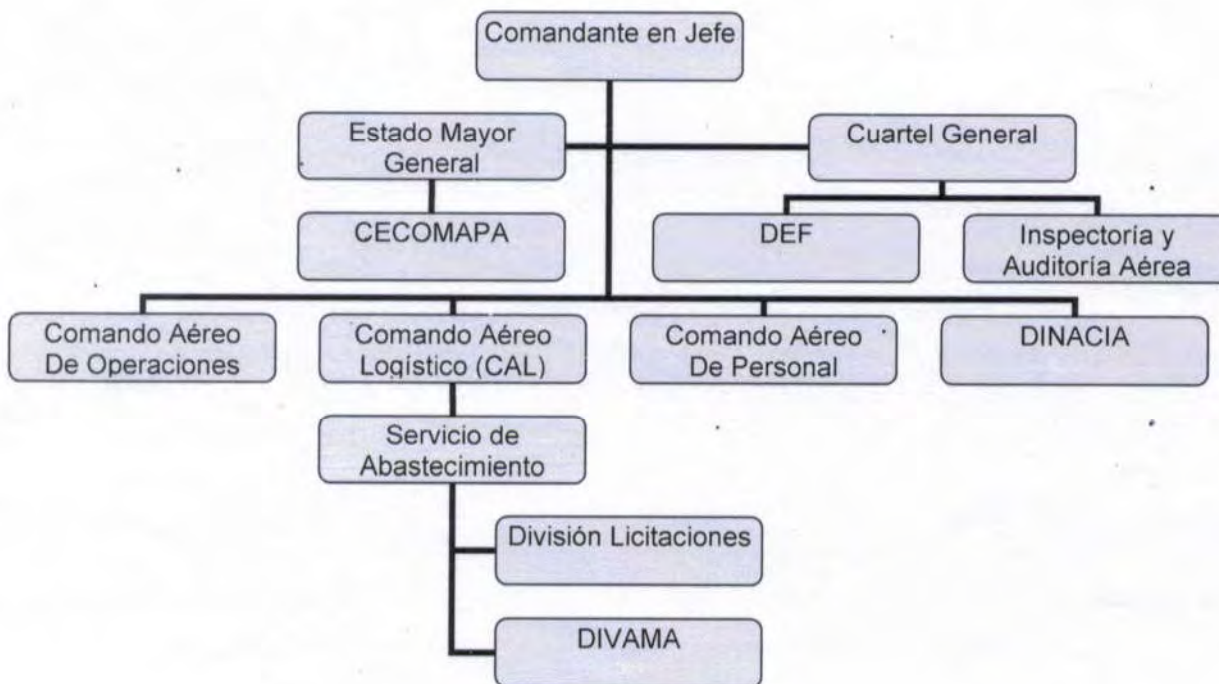 Comandante en Jefe
Estado Mayor
General
Cuartel General
CECOMAPA
DEF
Inspectoría y
Auditoría Aérea
Comando Aéreo
De Operaciones
Comando Aéreo
Logístico (CAL)
Comando Aéreo
De Personal
DINACIA
Servicio de
Abastecimiento
División Licitaciones
DIVAMA